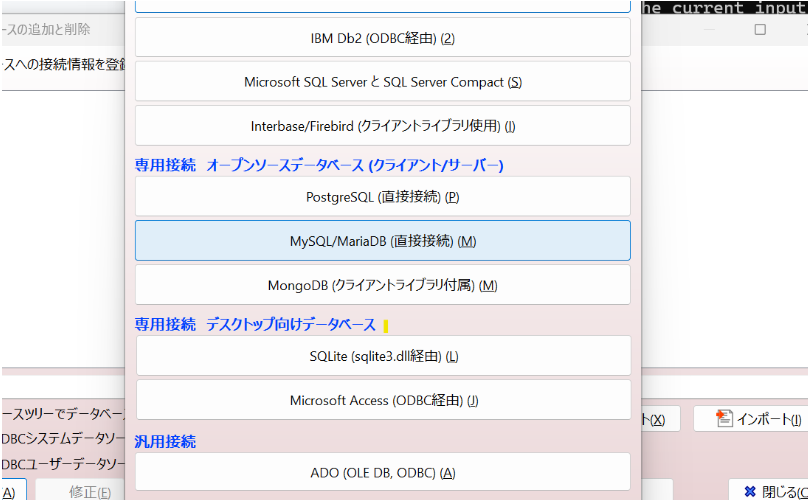 he current input
ースの追加と削除
スへの接続情報を登録
IBM Db2 (ODBC経由) (2)
Microsoft SQL Server と SQL Server Compact (S)
Interbase/Firebird (クライアントライブラリ使用) (I)
専用接続 オープンソースデータベース (クライアント/サーバー)
PostgreSQL (直接接続) (P)
MySQL/MariaDB (直接接続) (M)
MongoDB (クライアントライブラリ付属) (M)
専用接続 デスクトップ向けデータベース
SQLite (sqlite3.dll経由) (L)
Microsoft Access (ODBC経由) (J)
汎用接続
ADO (OLE DB, ODBC) (A)
ースツリーでデータベー
DBCシステムデータソー
DBCユーザーデータソー
(A)
修正(E)
ト(X)
インポート(I)
閉じる(C